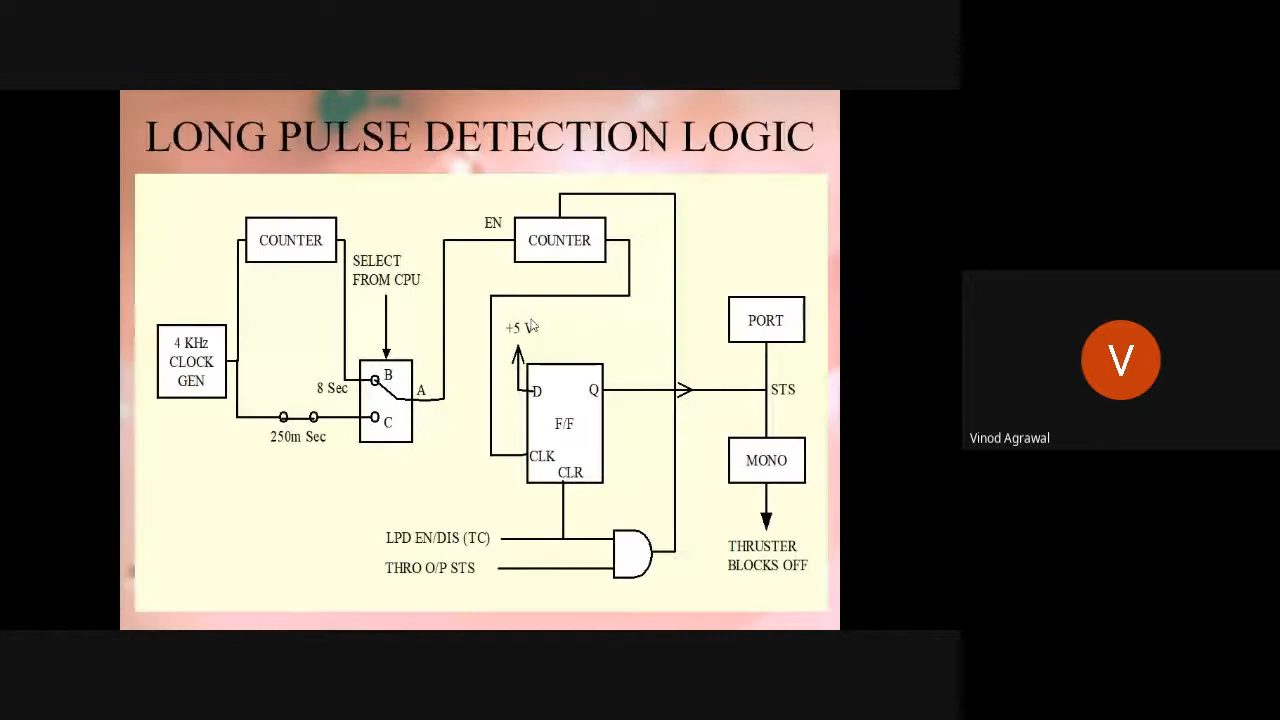 LONG PULSE DETECTION LOGIC
COUNTER
EN
COUNTER
SELECT
FROM CPU
4 KHz
CLOCK
GEN
8 Sec
B
A
C
250m Sec
+5 V
D
Q
F/F
CLK
CLR
PORT
STS
MONO
THRUSTER
BLOCKS OFF
LPD EN/DIS (TC)
THRO O/P STS
V
Vinod Agrawal